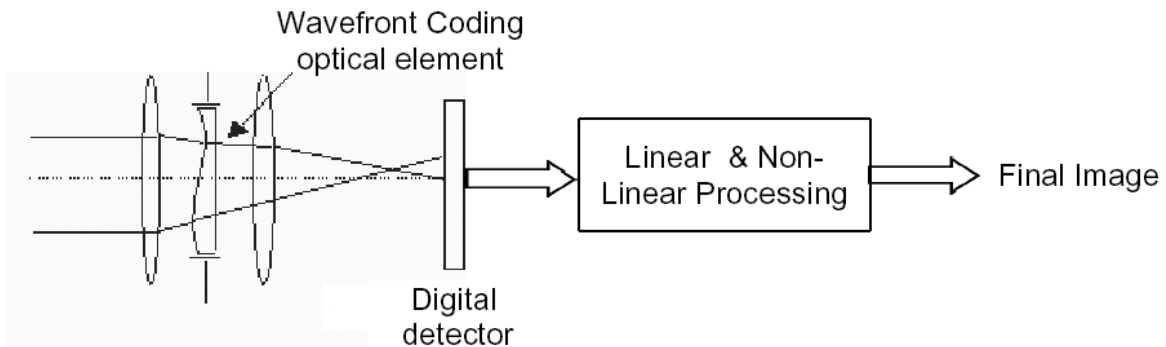 Wavefront Coding
optical element
Linear & Non-
Linear Processing
Final Image
Digital
detector